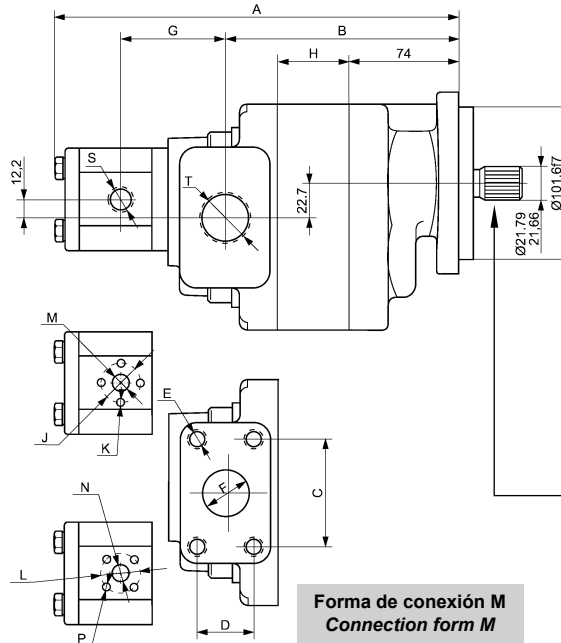 A
G
B
H
74
S
12,2
T
22.7
Ø21.79
21,66
Ø101.6f7
M
J
K
E
F
C
N
L
P
D
Forma de conexión M
Connection form M